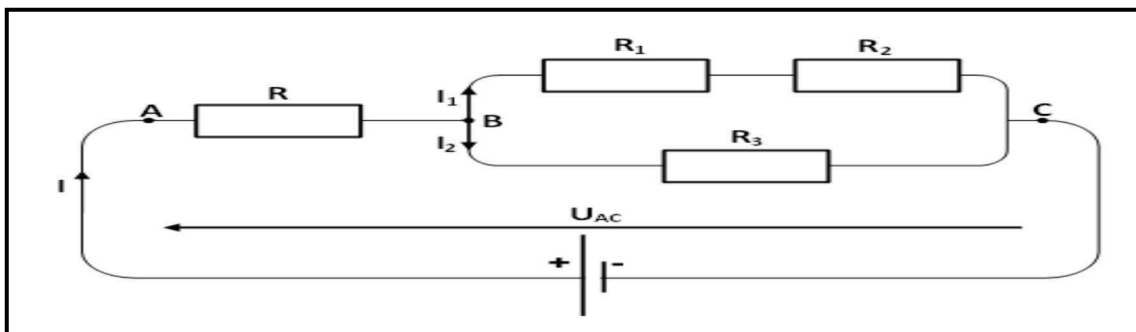 R₁
R₂
R
A
I₁
B
C
I₂
R₃
I
U_AC
+
-